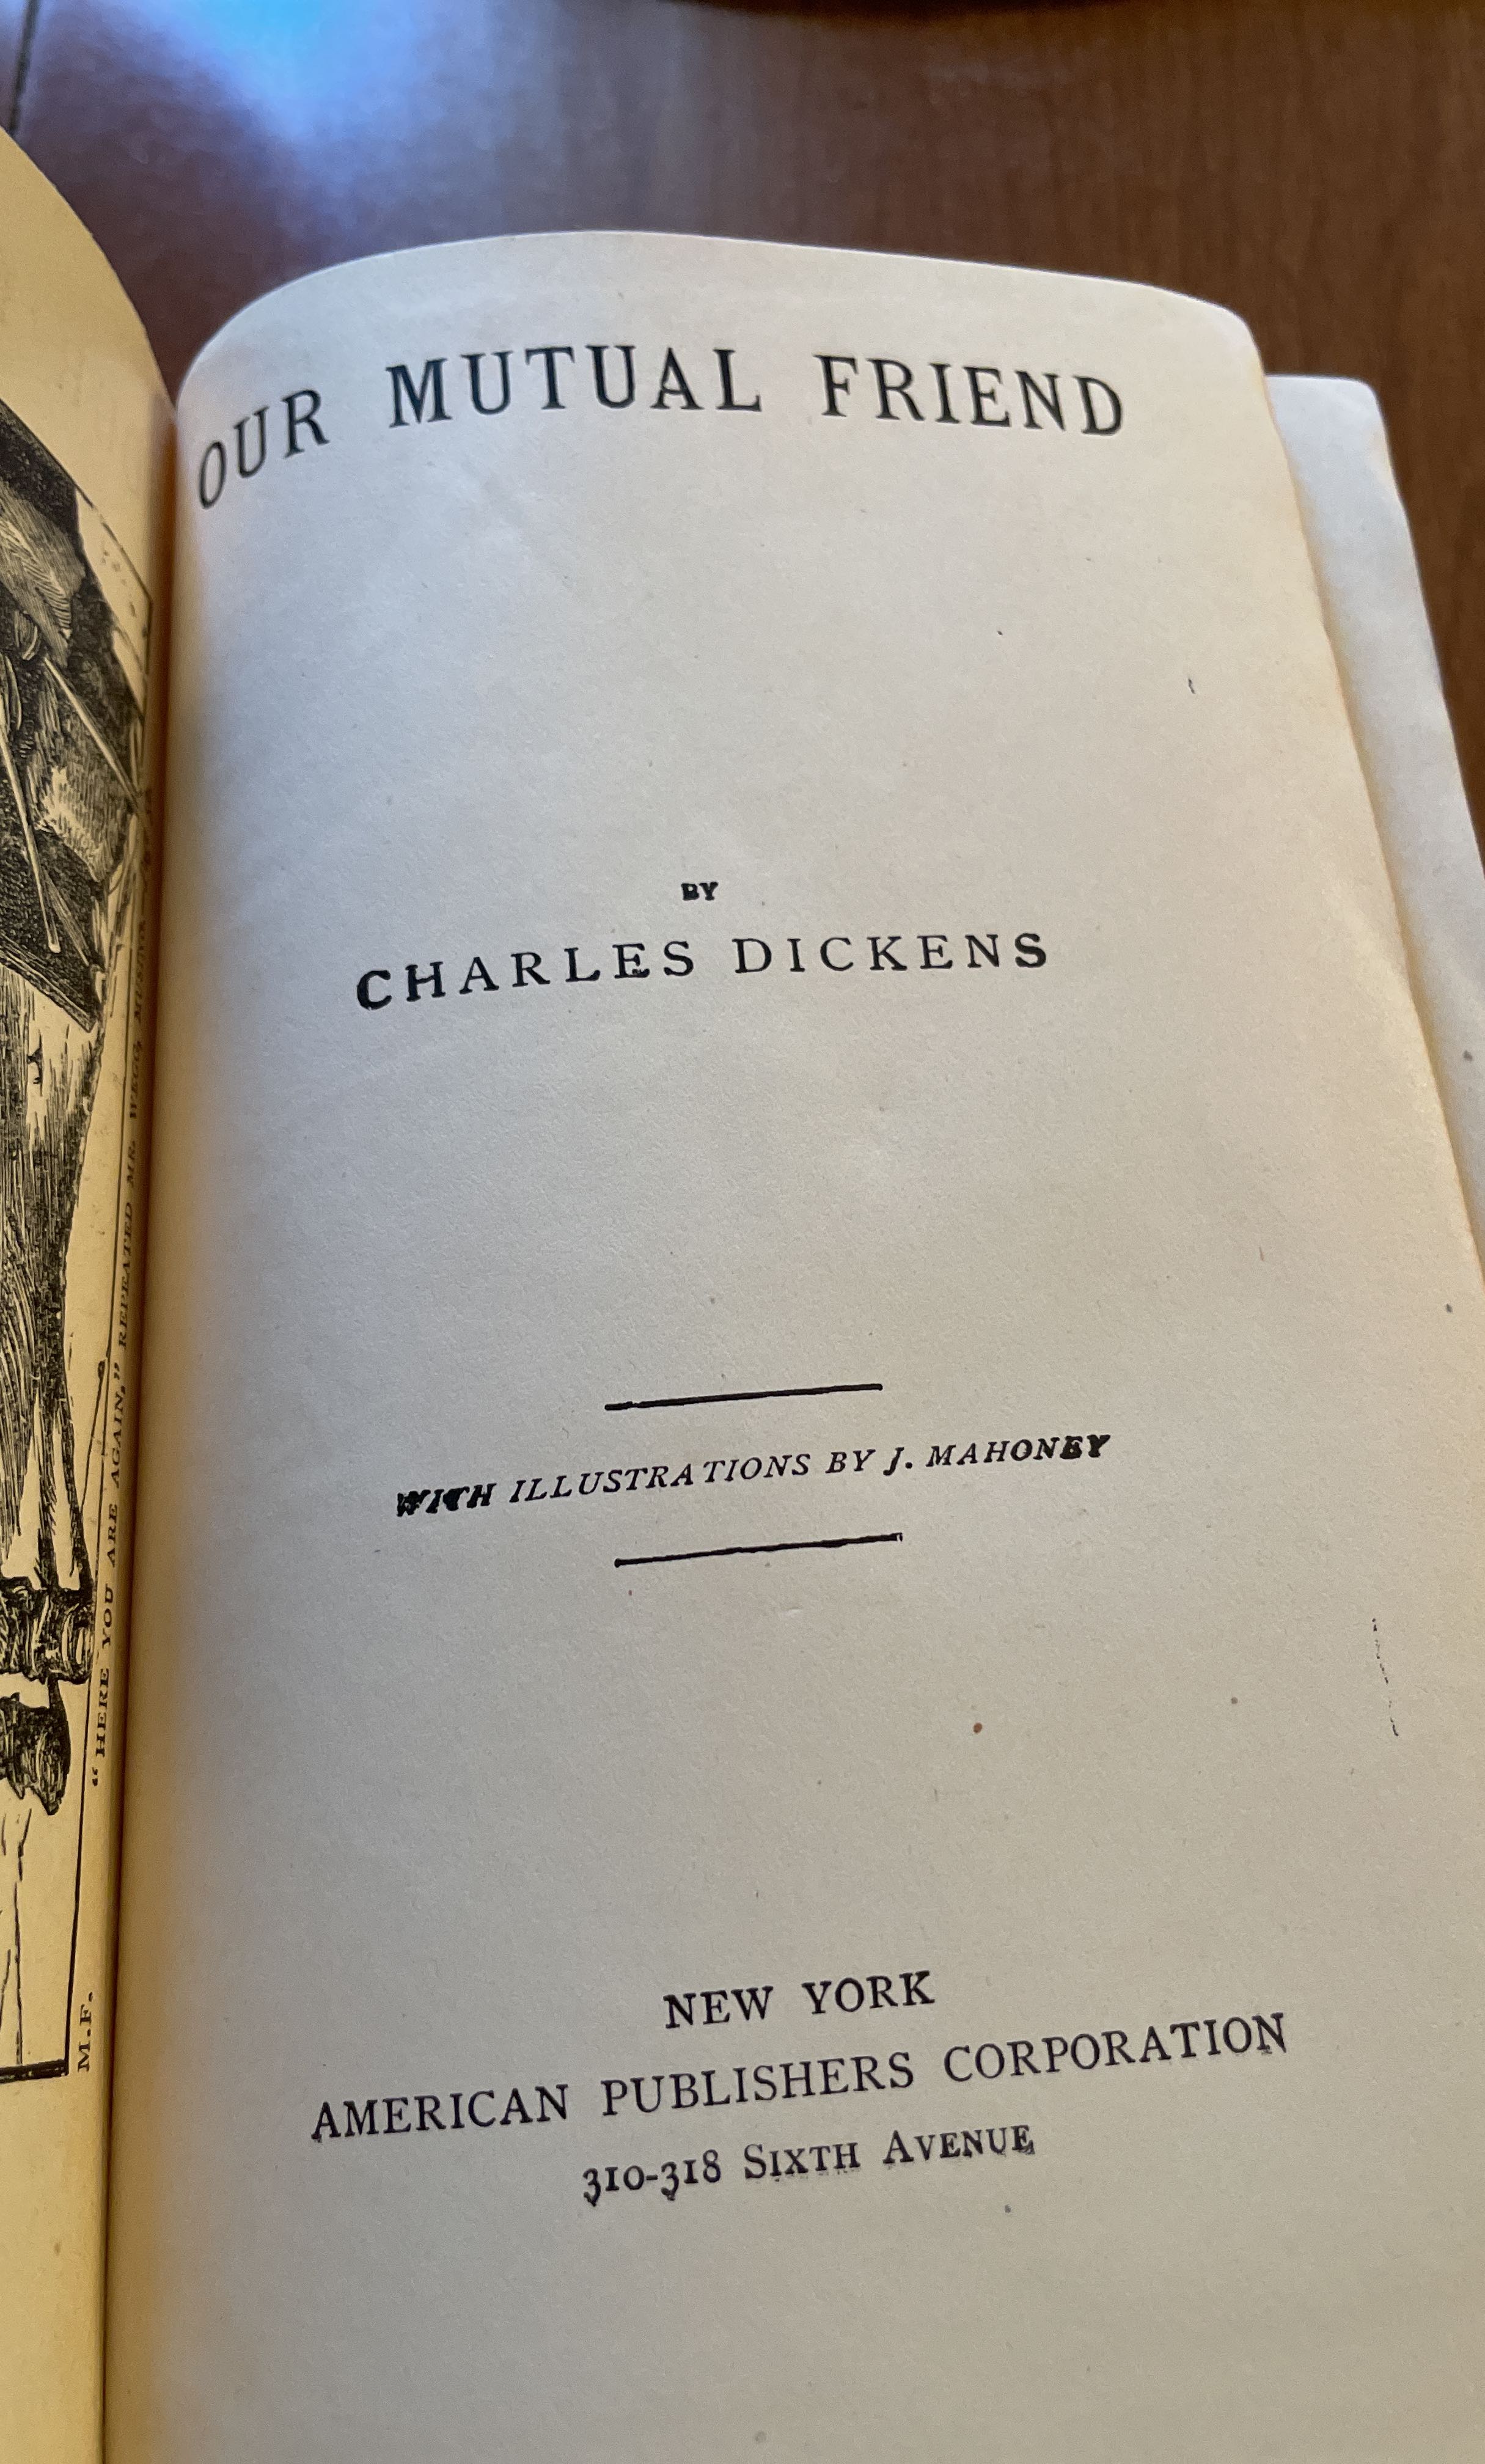 OUR MUTUAL FRIEND
BY
CHARLES DICKENS
WITH ILLUSTRATIONS BY J. MAHONEY
NEW YORK
AMERICAN PUBLISHERS CORPORATION
310-318 SIXTH AVENUE
"HERE YOU ARE AGAIN," REPEATED MR. WEGG, MUSING
M.F.